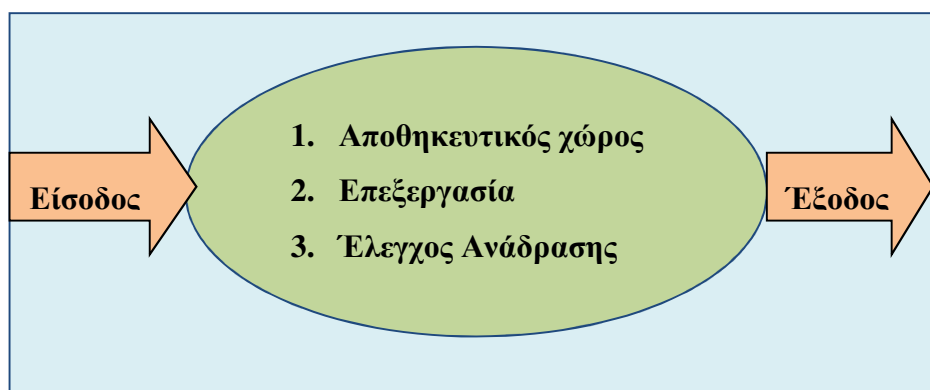 1. Αποθηκευτικός χώρος
Είσοδος
2. Επεξεργασία
Έξοδος
3. Έλεγχος Ανάδρασης